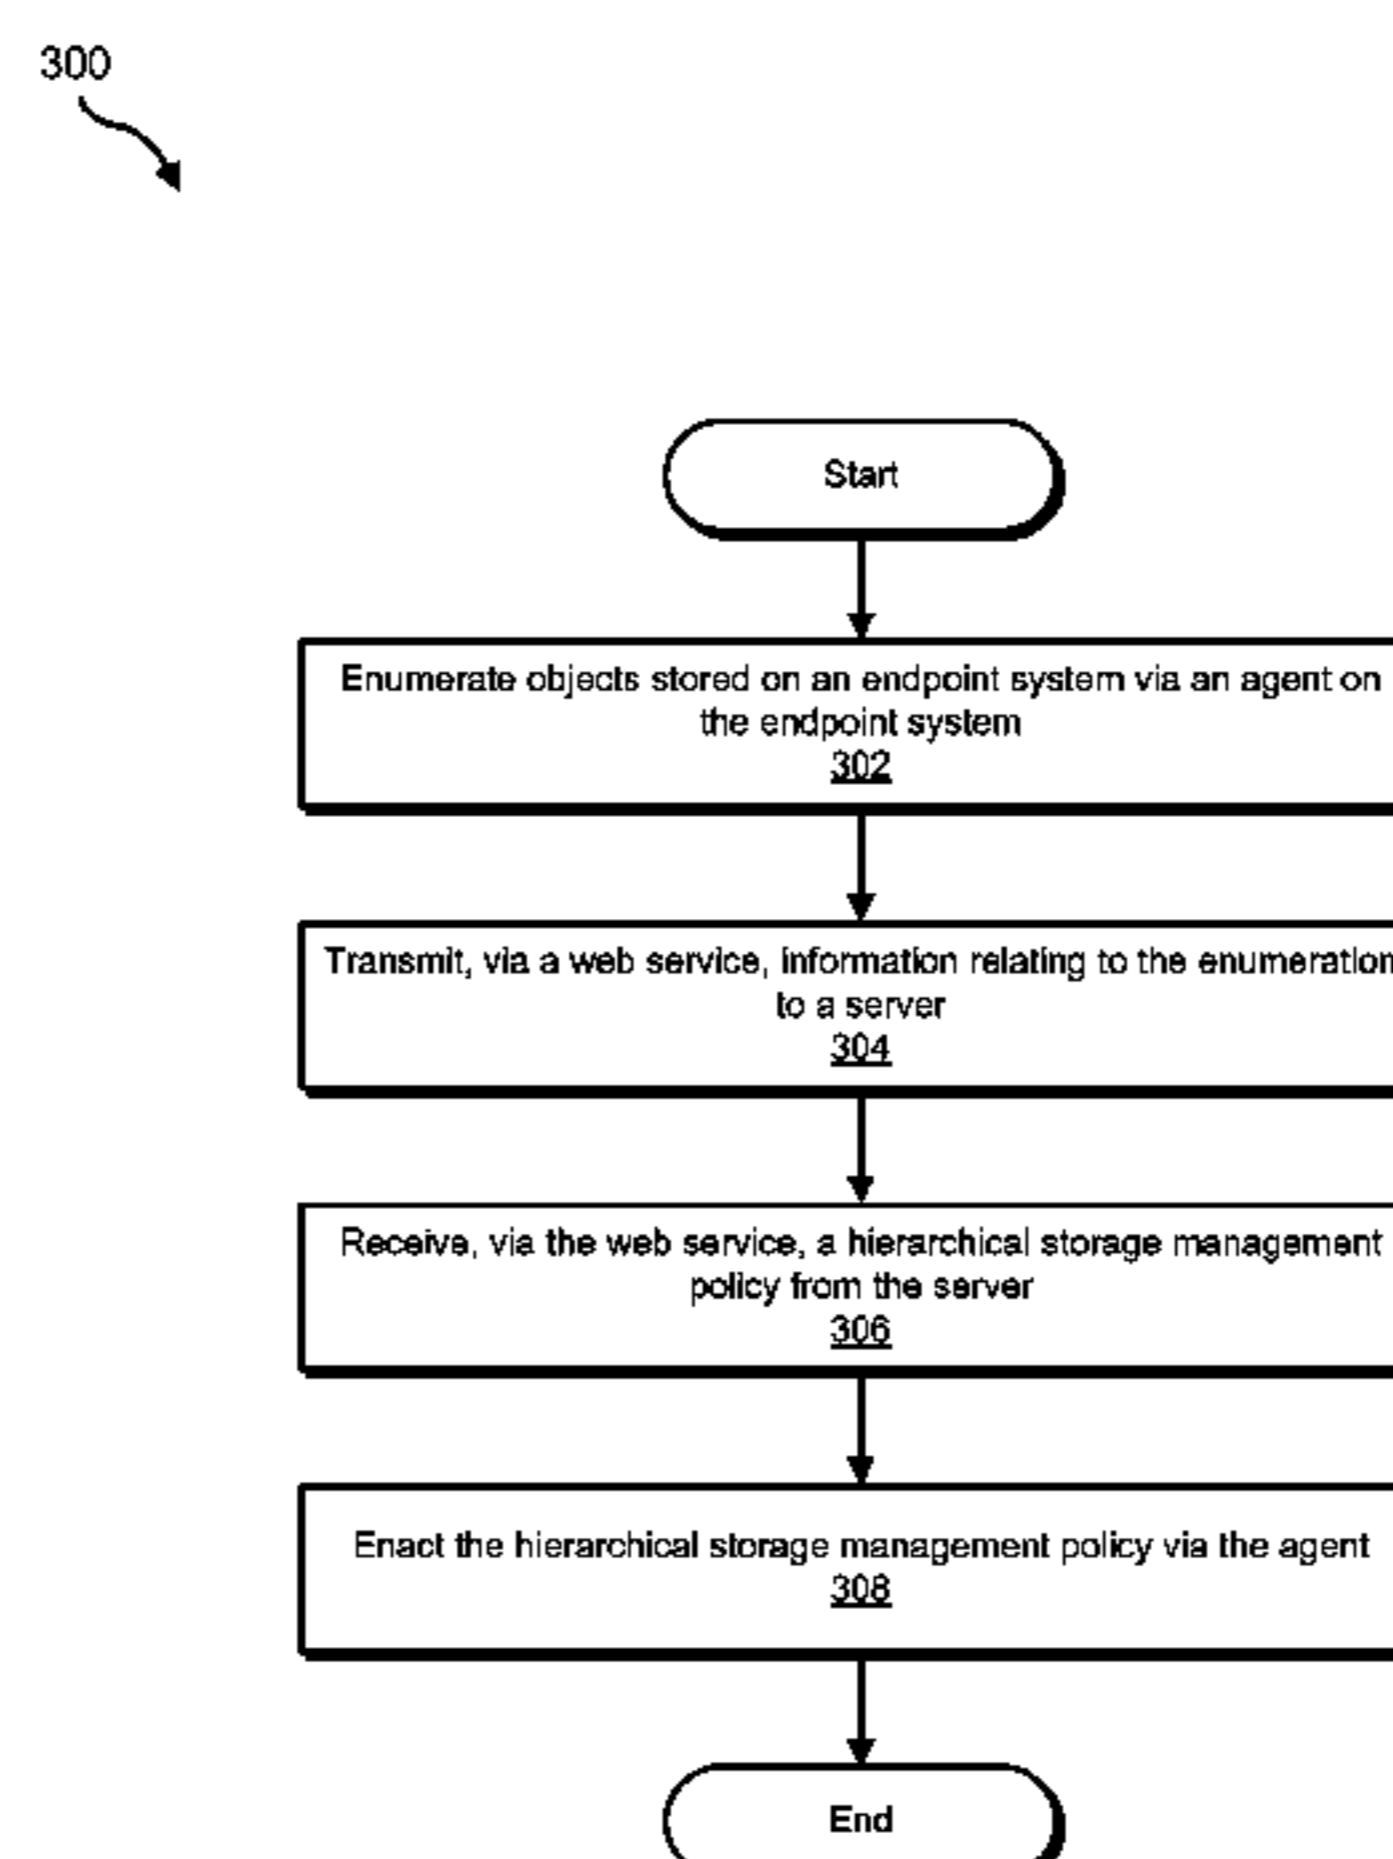 300
Start
Enumerate objects stored on an endpoint system via an agent on
the endpoint system
302
Transmit, via a web service, information relating to the enumeration
to a server
304
Receive, via the web service, a hierarchical storage management
policy from the server
306
Enact the hierarchical storage management policy via the agent
308
End